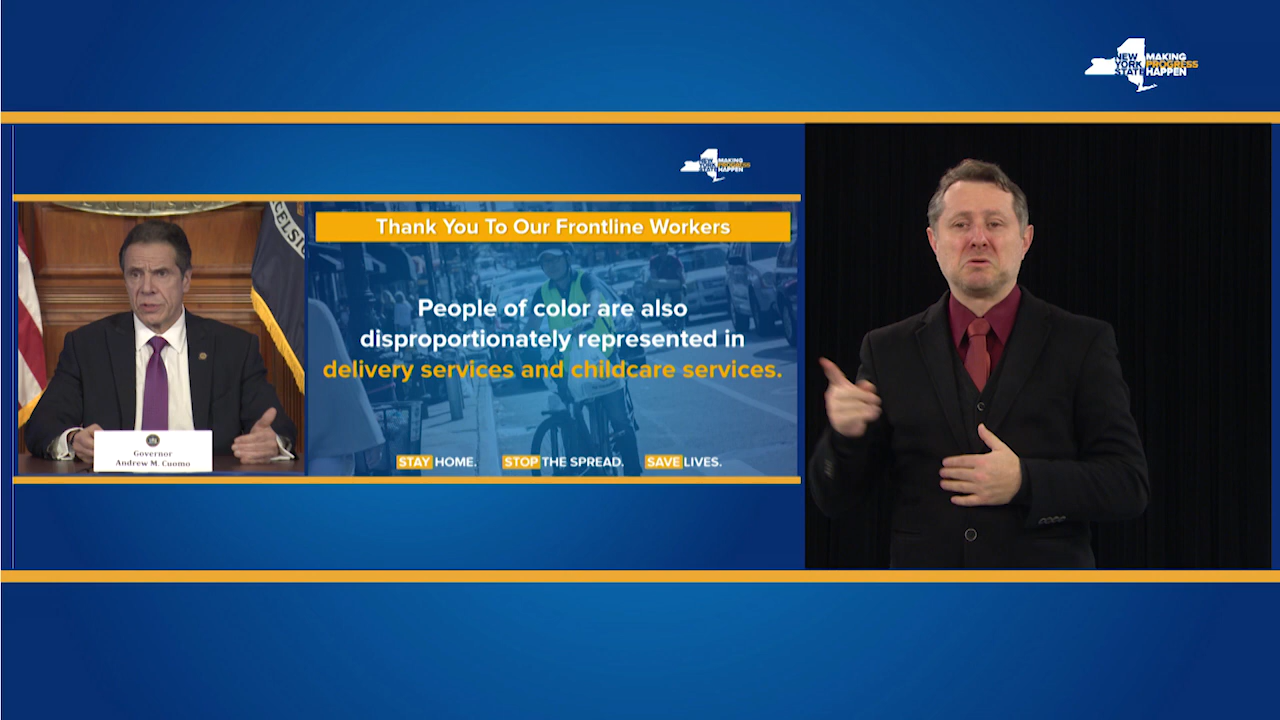 NEW YORK STATE
MAKING PROGRESS HAPPEN
NEW YORK STATE
MAKING PROGRESS HAPPEN
EXCELSIOR
Thank You To Our Frontline Workers
People of color are also
disproportionately represented in
delivery services and childcare services.
Governor
Andrew M. Cuomo
STAY HOME. STOP THE SPREAD. SAVE LIVES.